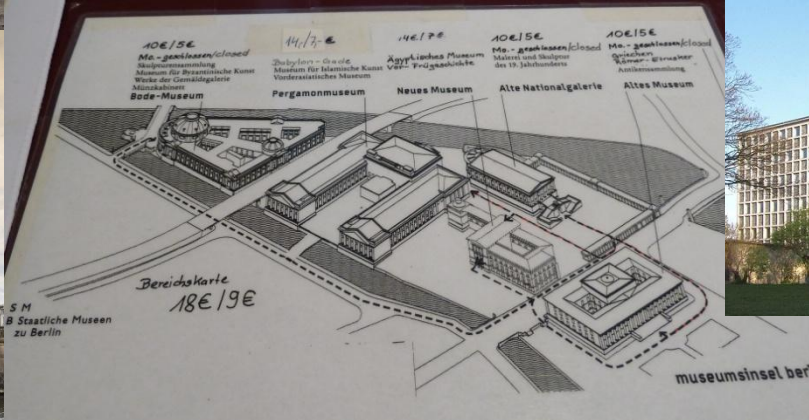 10€/5€
Mo.-geschlossen/closed
Skulpturensammlung
Museum für Byzantinische Kunst
Werke der Gemäldegalerie
Münzkabinett
Bode-Museum
14,-/7,- €
Babylon-Saale
Museum für Islamische Kunst
Vorderasiatisches Museum
Pergamonmuseum
14€/7€
Ägyptisches Museum
Vor- Frügeschichte
Neues Museum
10€/5€
Mo.-geschlossen/closed
Malerei und Skulptur
des 19. Jahrhunderts
Alte Nationalgalerie
10€/5€
Mo.-geschlossen/closed
Griechen
Römer-Etrusker
Antikensammlung
Altes Museum
Bereichskarte
18€/9€
S M
B Staatliche Museen
zu Berlin
museumsinsel ber